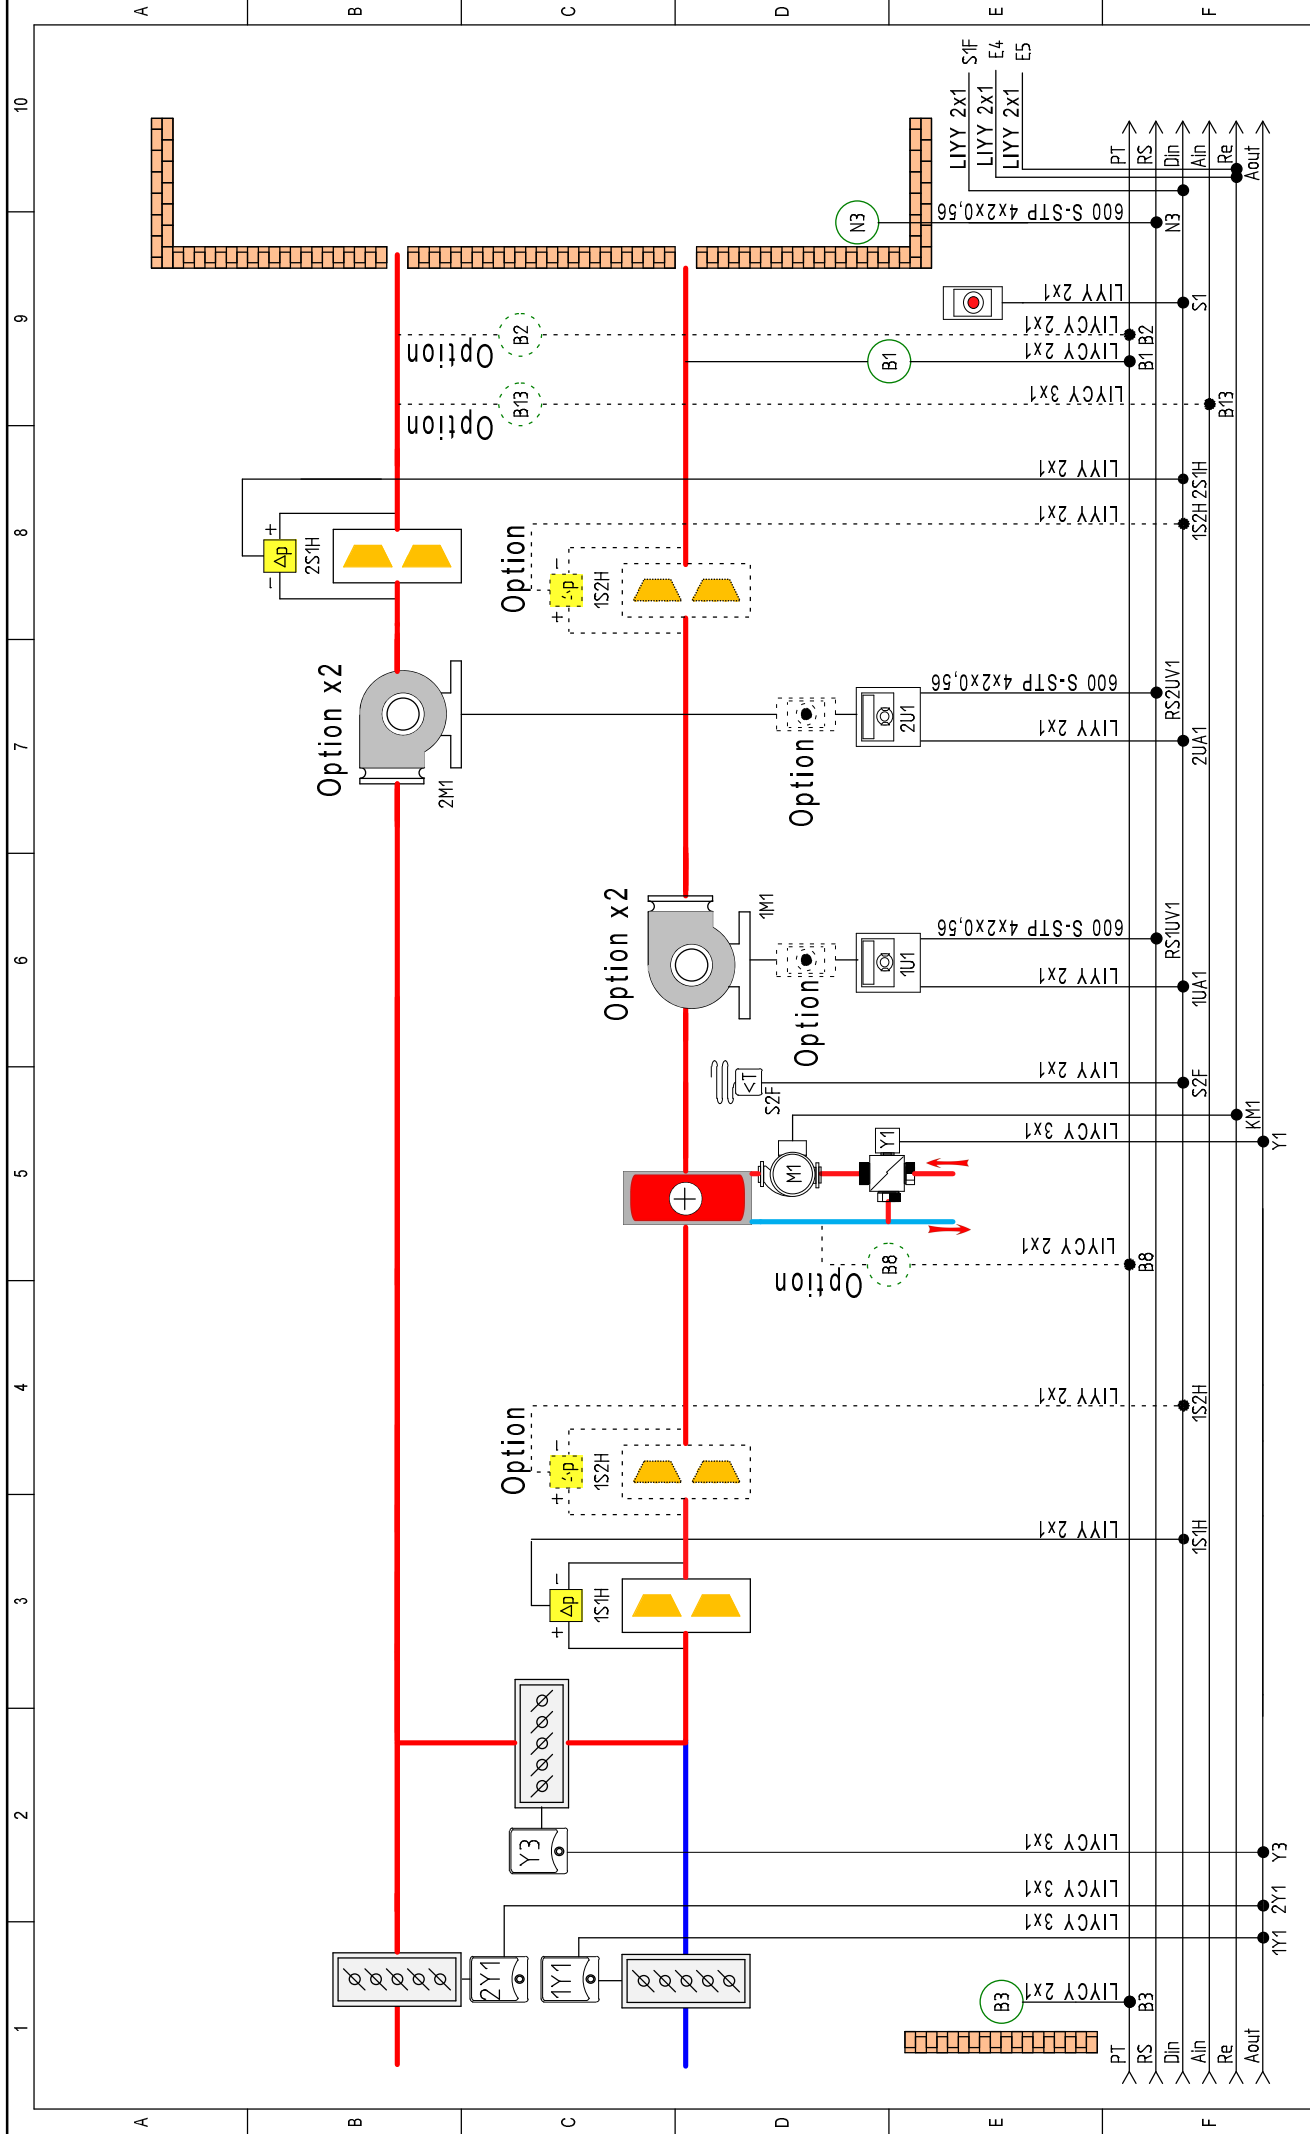 A
B
C
D
E
F
10
9
8
7
6
5
4
3
2
1
S1F
E4
E5
LIYY 2x1
LIYY 2x1
LIYY 2x1
PT
RS
Din
Ain
Re
Aout
N3
600 S-STP 4x2x0,56
N3
LIYY 2x1
S1
Option
B2
LIYCY 2x1
B2
B1
LIYCY 2x1
B1
Option
B13
LIYCY 3x1
B13
LIYY 2x1
2S1H
- Δp +
2S1H
Option
LIYY 2x1
1S2H
+ Δp -
1S2H
Option x2
2M1
Option
2U1
600 S-STP 4x2x0,56
RS2UV1
LIYY 2x1
2UA1
Option x2
1M1
Option
1U1
600 S-STP 4x2x0,56
RS1UV1
LIYY 2x1
1UA1
<T
S2F
LIYY 2x1
S2F
KM1
M1
Y1
LIYCY 3x1
Y1
Option
B8
LIYCY 2x1
B8
Option
LIYY 2x1
1S2H
+ Δp -
1S2H
LIYY 2x1
1S1H
+ Δp -
1S1H
Y3
LIYCY 3x1
Y3
2Y1
LIYCY 3x1
2Y1
1Y1
LIYCY 3x1
1Y1
B3
LIYCY 2x1
B3
PT
RS
Din
Ain
Re
Aout
A
B
C
D
E
F